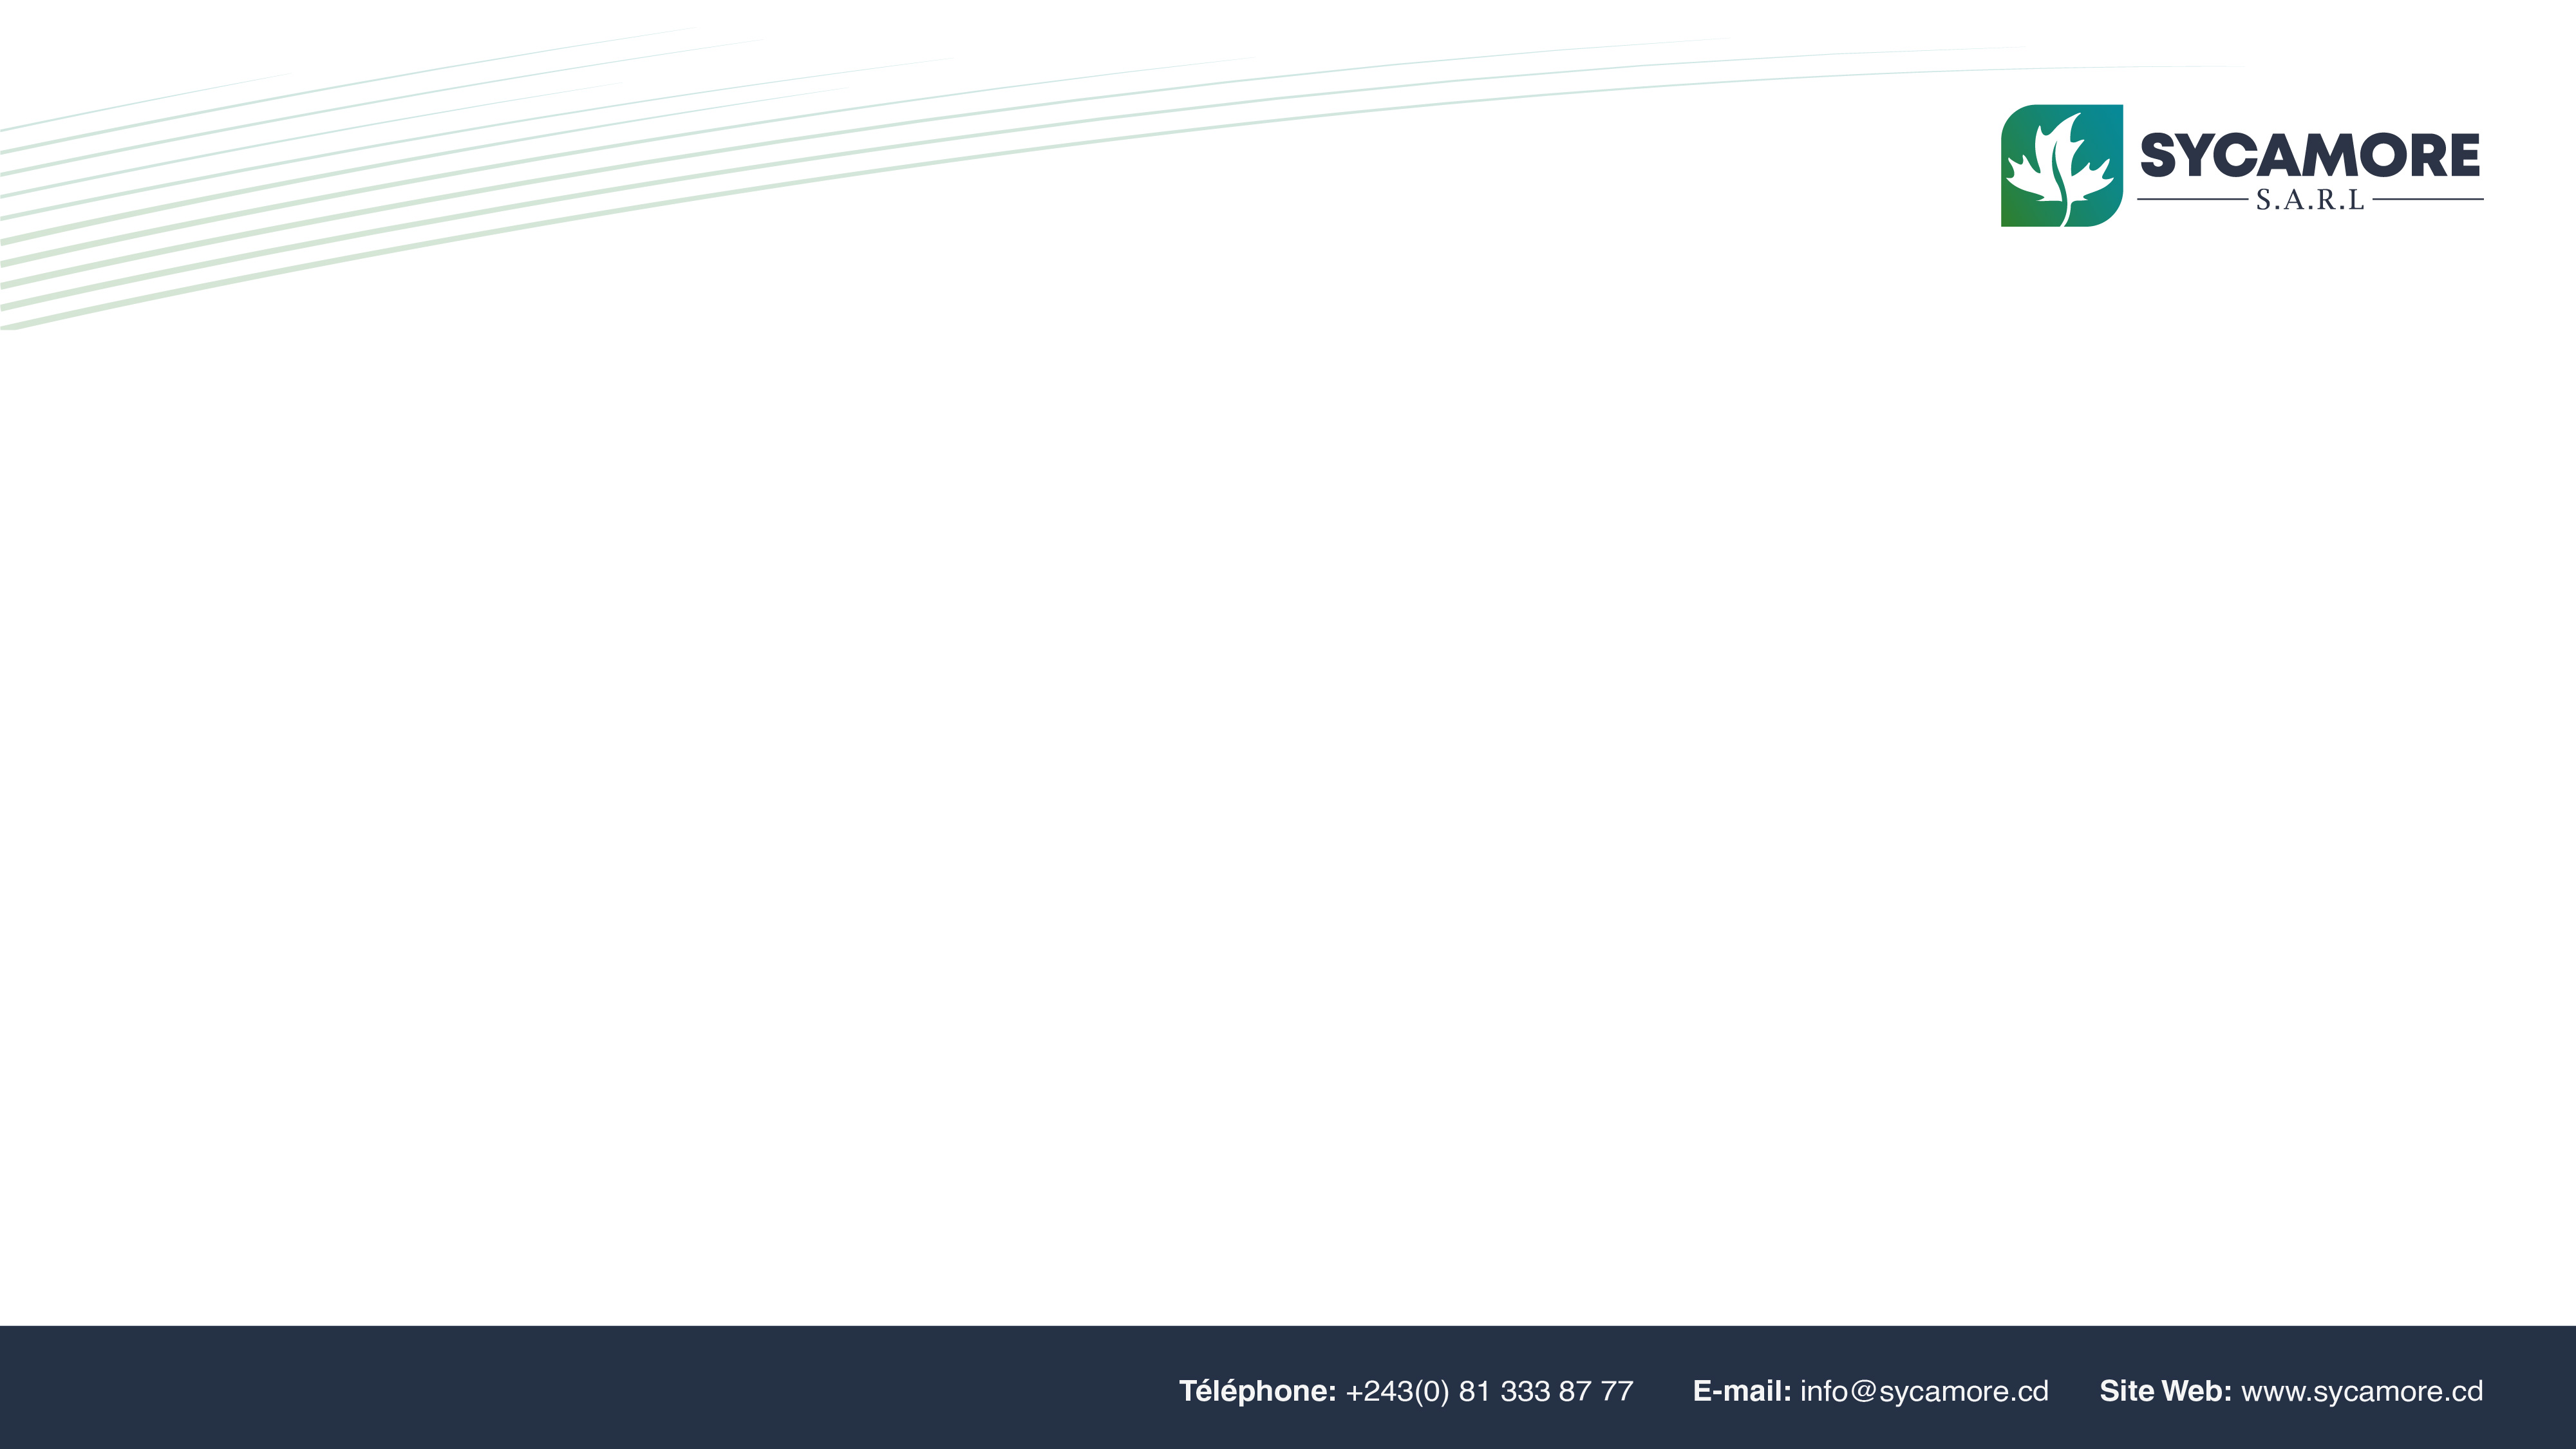 SYCAMORE
S.A.R.L
Téléphone: +243(0) 81 333 87 77 E-mail: info@sycamore.cd Site Web: www.sycamore.cd